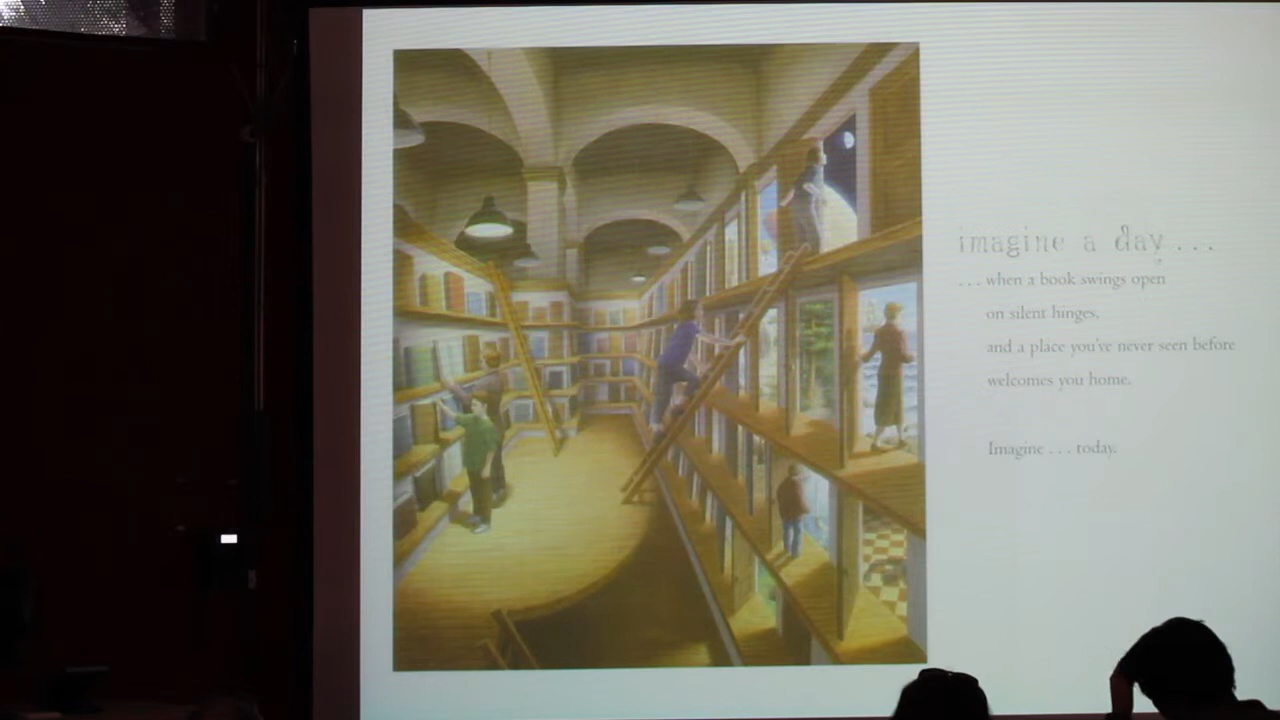 imagine a day . . .
. . . when a book swings open
on silent hinges,
and a place you've never seen before
welcomes you home.
Imagine . . . today.